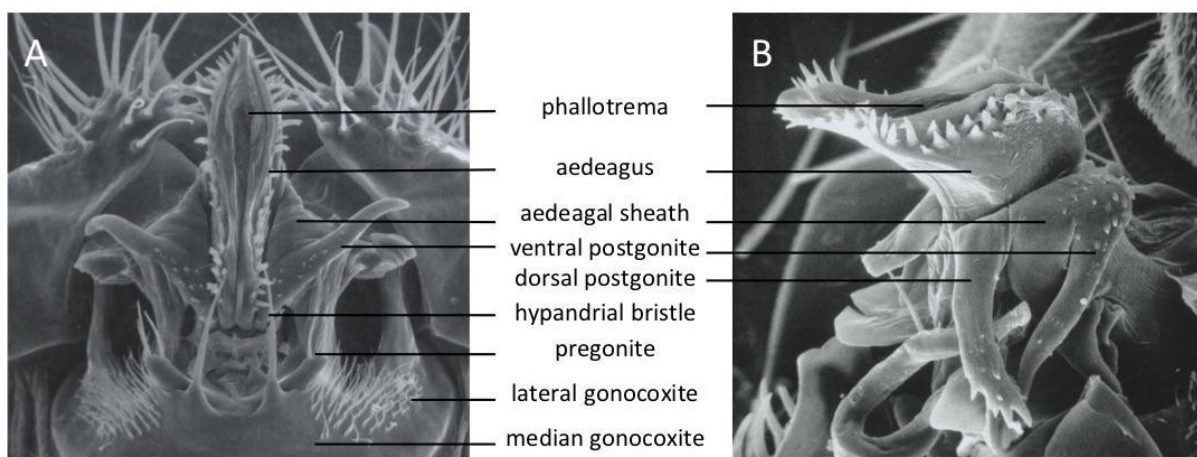 A
B
phallotrema
aedeagus
aedeagal sheath
ventral postgonite
dorsal postgonite
hypandrial bristle
pregonite
lateral gonocoxite
median gonocoxite